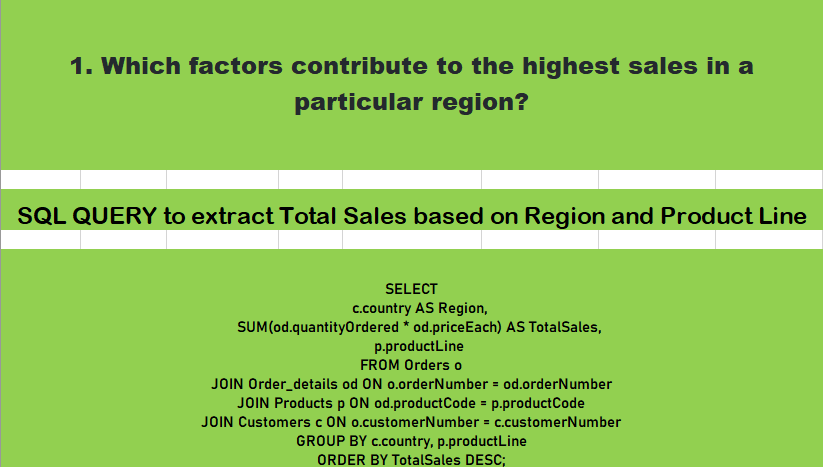 1. Which factors contribute to the highest sales in a
particular region?
SQL QUERY to extract Total Sales based on Region and Product Line
SELECT
c.country AS Region,
SUM(od.quantityOrdered * od.priceEach) AS TotalSales,
p.productLine
FROM Orders o
JOIN Order_details od ON o.orderNumber = od.orderNumber
JOIN Products p ON od.productCode = p.productCode
JOIN Customers c ON o.customerNumber = c.customerNumber
GROUP BY c.country, p.productLine
ORDER BY TotalSales DESC;